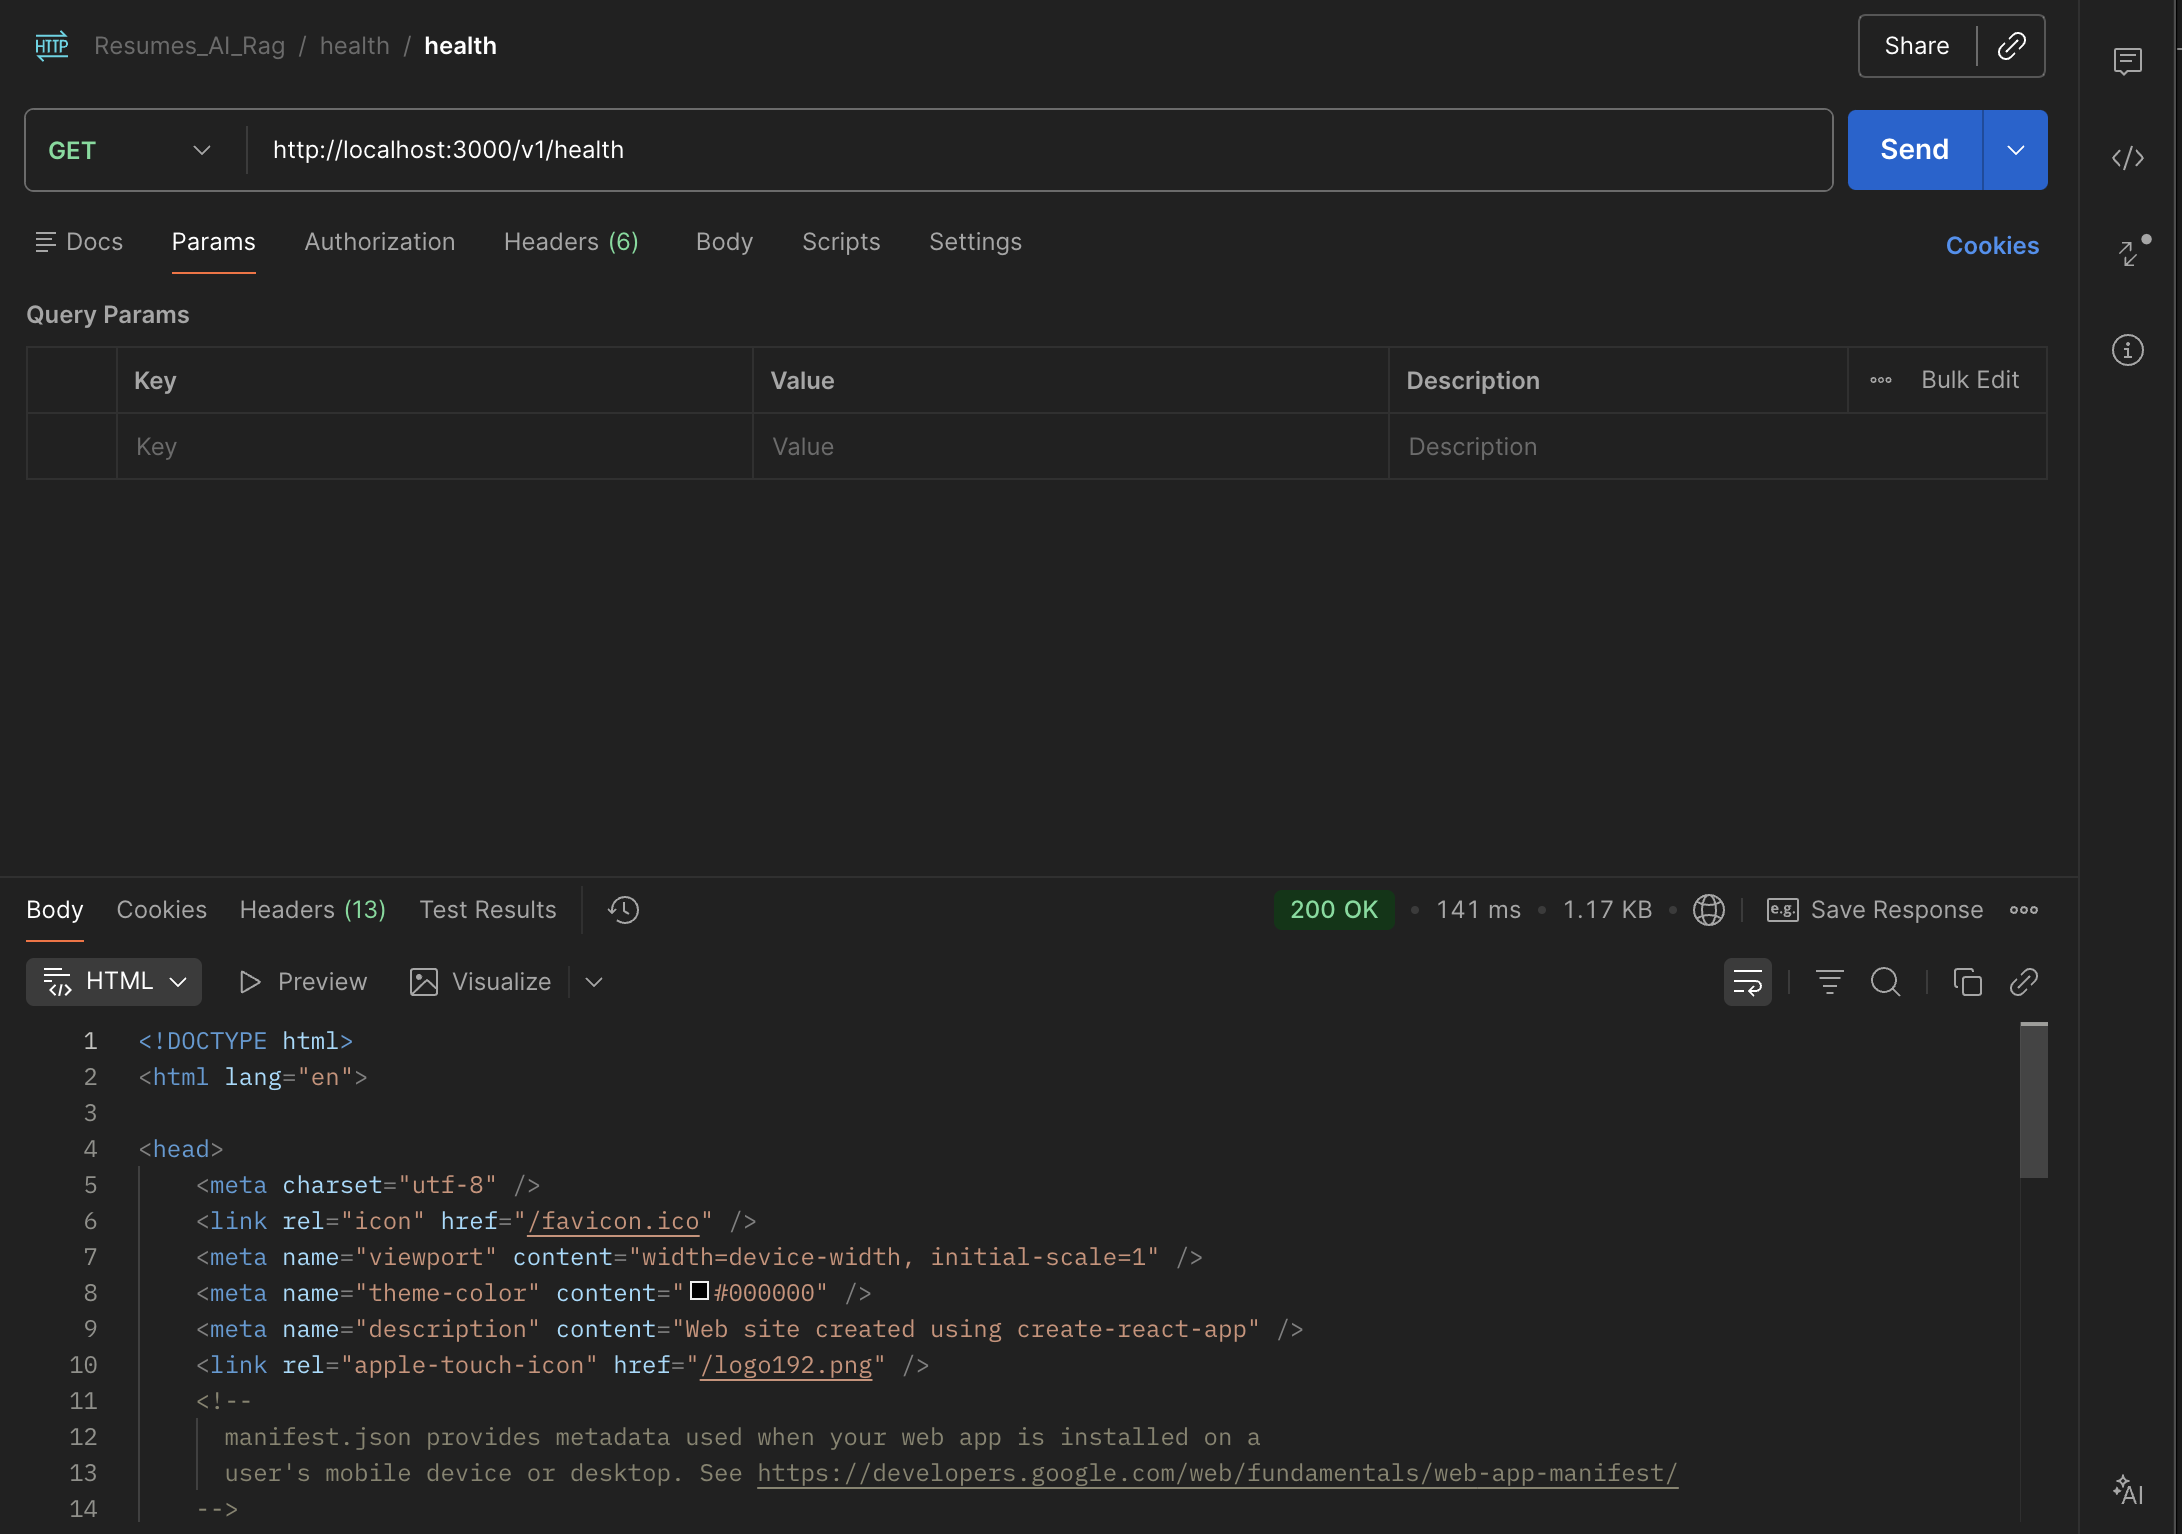 HTTP Resumes_AI_Rag / health / health
Share
GET http://localhost:3000/v1/health
Send
Docs Params Authorization Headers (6) Body Scripts Settings
Cookies
Query Params
Key Value Description Bulk Edit
Key Value Description
Body Cookies Headers (13) Test Results
200 OK • 141 ms • 1.17 KB • e.g. Save Response
HTML Preview Visualize
1 <!DOCTYPE html>
2 <html lang="en">
3
4 <head>
5 <meta charset="utf-8" />
6 <link rel="icon" href="/favicon.ico" />
7 <meta name="viewport" content="width=device-width, initial-scale=1" />
8 <meta name="theme-color" content="#000000" />
9 <meta name="description" content="Web site created using create-react-app" />
10 <link rel="apple-touch-icon" href="/logo192.png" />
11 <!--
12 manifest.json provides metadata used when your web app is installed on a
13 user's mobile device or desktop. See https://developers.google.com/web/fundamentals/web-app-manifest/
14 -->
AI